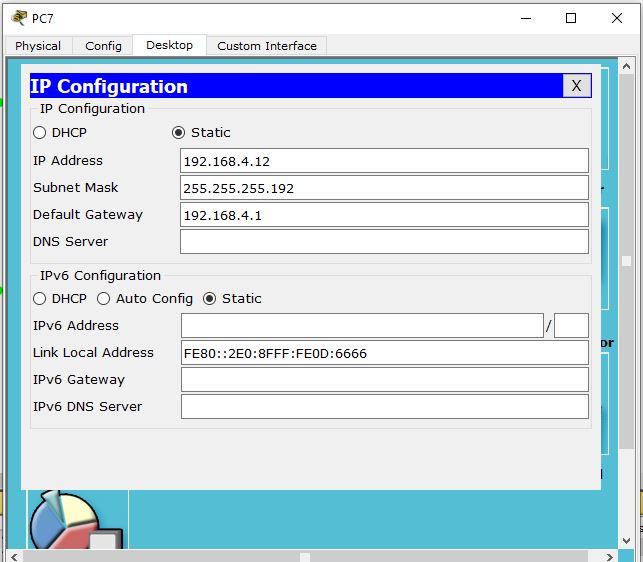 PC7
Physical Config Desktop Custom Interface
IP Configuration X
IP Configuration
DHCP Static
IP Address 192.168.4.12
Subnet Mask 255.255.255.192
Default Gateway 192.168.4.1
DNS Server
IPv6 Configuration
DHCP Auto Config Static
IPv6 Address /
Link Local Address FE80::2E0:8FFF:FE0D:6666
IPv6 Gateway
IPv6 DNS Server